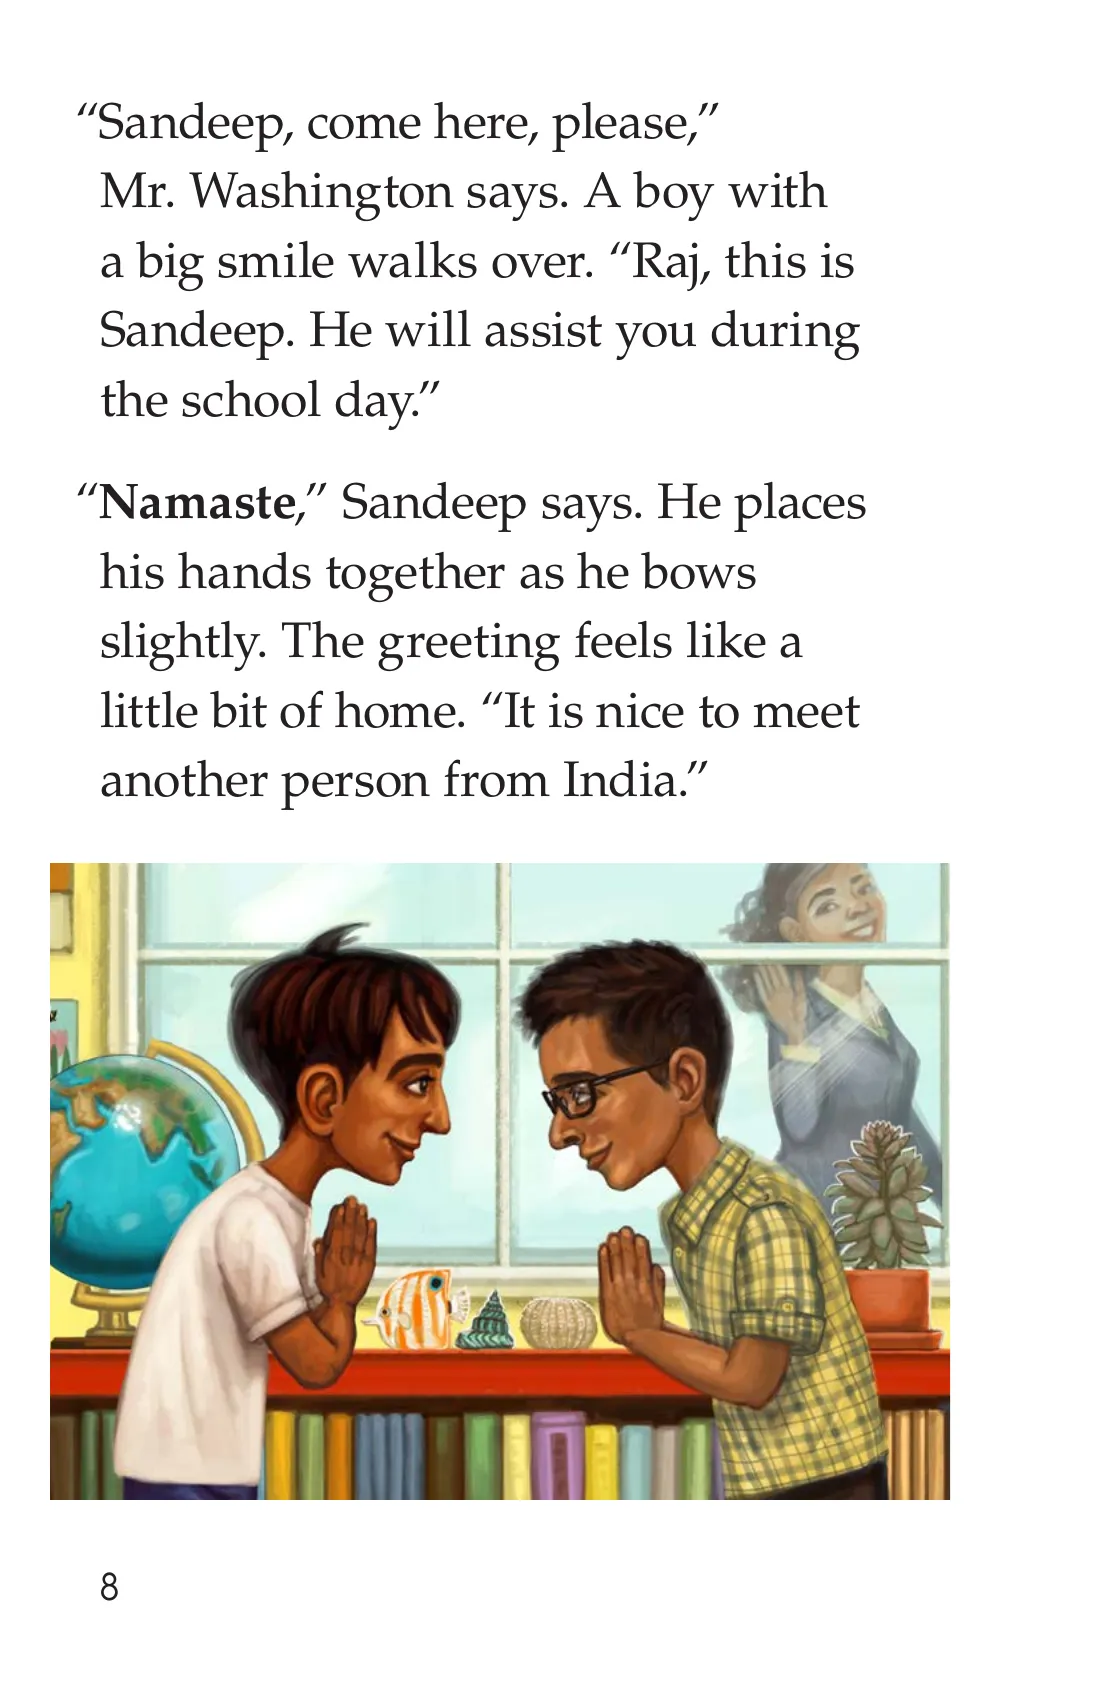 “Sandeep, come here, please,”
Mr. Washington says. A boy with
a big smile walks over. “Raj, this is
Sandeep. He will assist you during
the school day.”
“Namaste,” Sandeep says. He places
his hands together as he bows
slightly. The greeting feels like a
little bit of home. “It is nice to meet
another person from India.”
8